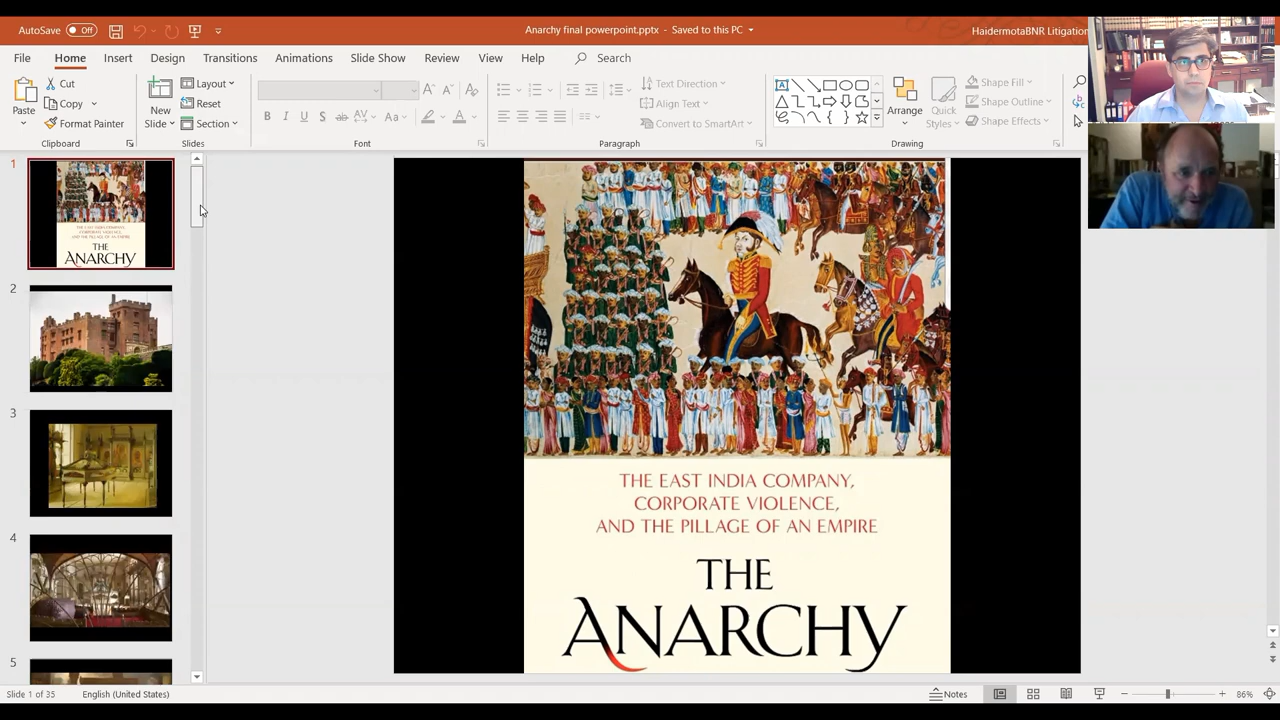 AutoSave
Off
Anarchy final powerpoint.pptx - Saved to this PC
HaidermotaBNR Litigation
File
Home
Insert
Draw
Design
Transitions
Animations
Slide Show
Review
View
Help
Search
Paste
Cut
Copy
Format Painter
Clipboard
New
Slide
Layout
Reset
Section
Slides
Font
Text Direction
Align Text
Convert to SmartArt
Paragraph
Arrange
Quick
Styles
Shape Fill
Shape Outline
Shape Effects
Drawing
1
THE
ANARCHY
2
3
4
5
THE EAST INDIA COMPANY,
CORPORATE VIOLENCE,
AND THE PILLAGE OF AN EMPIRE
THE
ANARCHY
Slide 1 of 35
English (United States)
Notes
86%